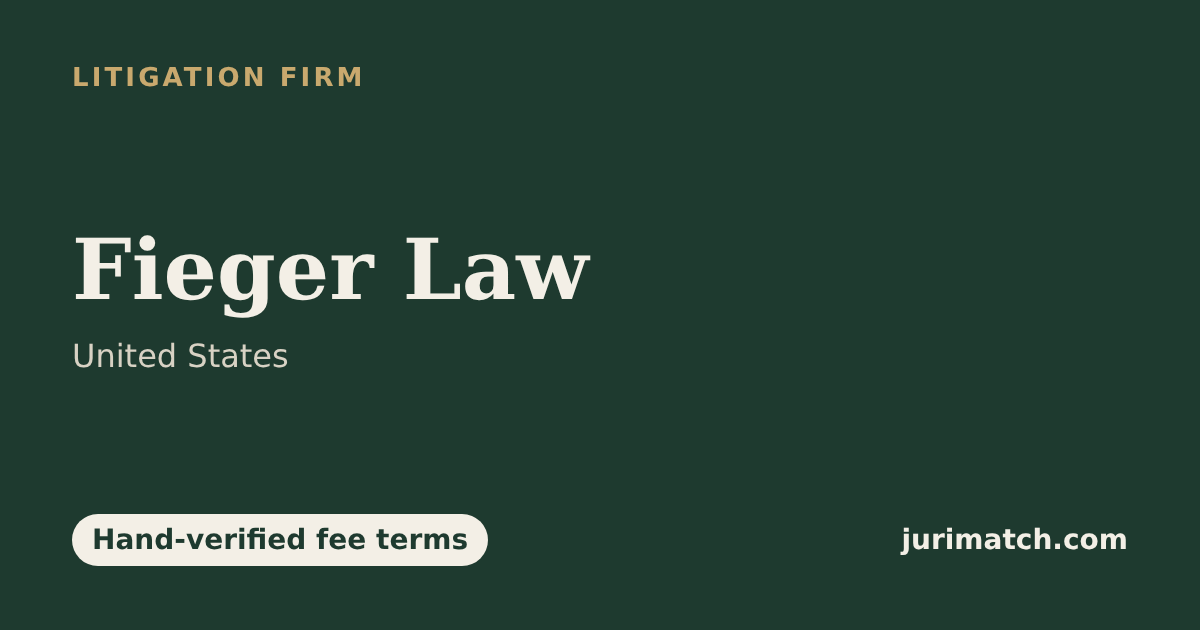 LITIGATION FIRM
Fieger Law
United States
Hand-verified fee terms
jurimatch.com